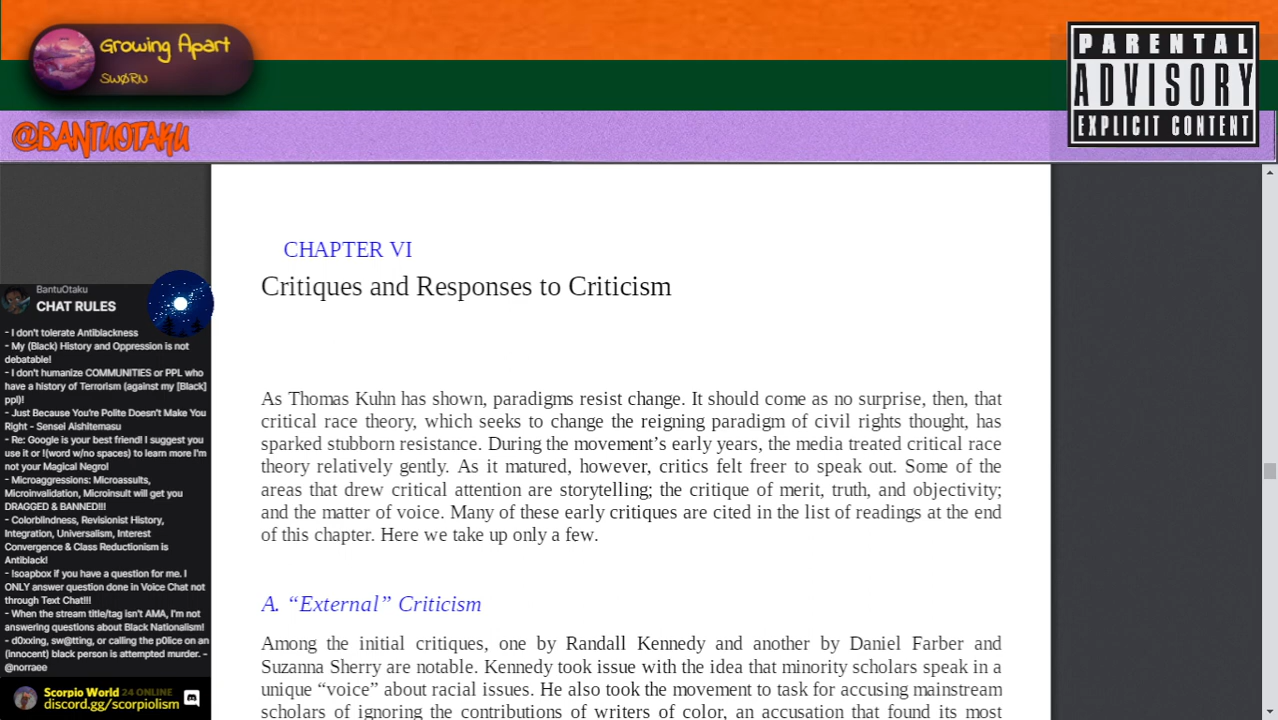 Growing Apart
SWØRN
PARENTAL
ADVISORY
EXPLICIT CONTENT
@BANTUOTAKU
CHAPTER VI
Critiques and Responses to Criticism
As Thomas Kuhn has shown, paradigms resist change. It should come as no surprise, then, that
critical race theory, which seeks to change the reigning paradigm of civil rights thought, has
sparked stubborn resistance. During the movement’s early years, the media treated critical race
theory relatively gently. As it matured, however, critics felt freer to speak out. Some of the
areas that drew critical attention are storytelling; the critique of merit, truth, and objectivity;
and the matter of voice. Many of these early critiques are cited in the list of readings at the end
of this chapter. Here we take up only a few.
A. “External” Criticism
Among the initial critiques, one by Randall Kennedy and another by Daniel Farber and
Suzanna Sherry are notable. Kennedy took issue with the idea that minority scholars speak in a
unique “voice” about racial issues. He also took the movement to task for accusing mainstream
scholars of ignoring the contributions of writers of color, an accusation that found its most
BantuOtaku
CHAT RULES
- I don't tolerate Antiblackness
- My (Black) History and Oppression is not
debatable!
- I don't humanize COMMUNITIES or PPL who
have a history of Terrorism (against my [Black]
ppl)!
- Just Because You're Polite Doesn't Make You
Right - Sensei Aishitemasu
- Re: Google is your best friend! I suggest you
use it or !(word w/no spaces) to learn more I'm
not your Magical Negro!
- Microaggressions: Microassults,
Microinvalidation, Microinsult will get you
DRAGGED & BANNED!!!
- Colorblindness, Revisionist History,
Integration, Universalism, Interest
Convergence & Class Reductionism is
Antiblack!
- !soapbox if you have a question for me. I
ONLY answer question done in Voice Chat not
through Text Chat!!!
- When the stream title/tag isn't AMA, I'm not
answering questions about Black Nationalism!
- d0xxing, sw@tting, or calling the p0lice on an
(innocent) black person is attempted murder. -
@norraee
Scorpio World 24 ONLINE
discord.gg/scorpiolism